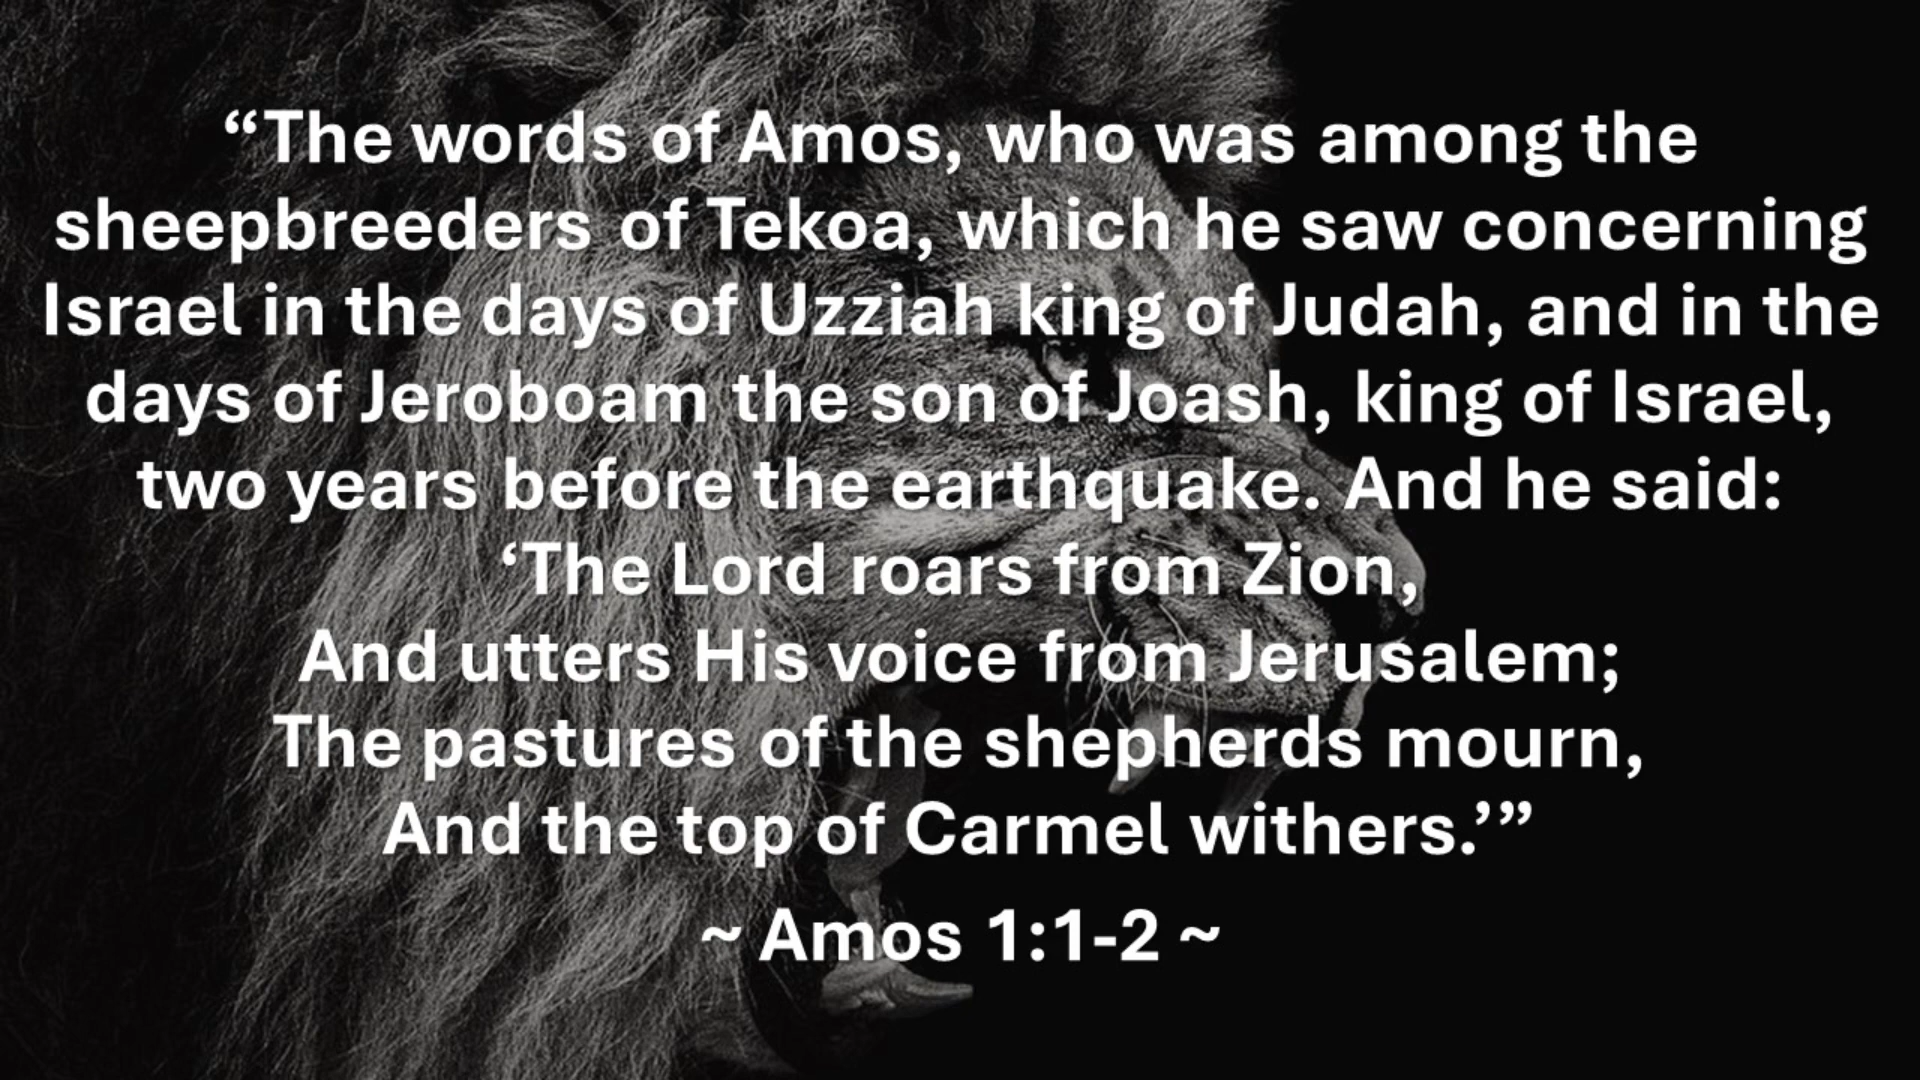 “The words of Amos, who was among the
sheepbreeders of Tekoa, which he saw concerning
Israel in the days of Uzziah king of Judah, and in the
days of Jeroboam the son of Joash, king of Israel,
two years before the earthquake. And he said:
‘The Lord roars from Zion,
And utters His voice from Jerusalem;
The pastures of the shepherds mourn,
And the top of Carmel withers.’”
~ Amos 1:1-2 ~